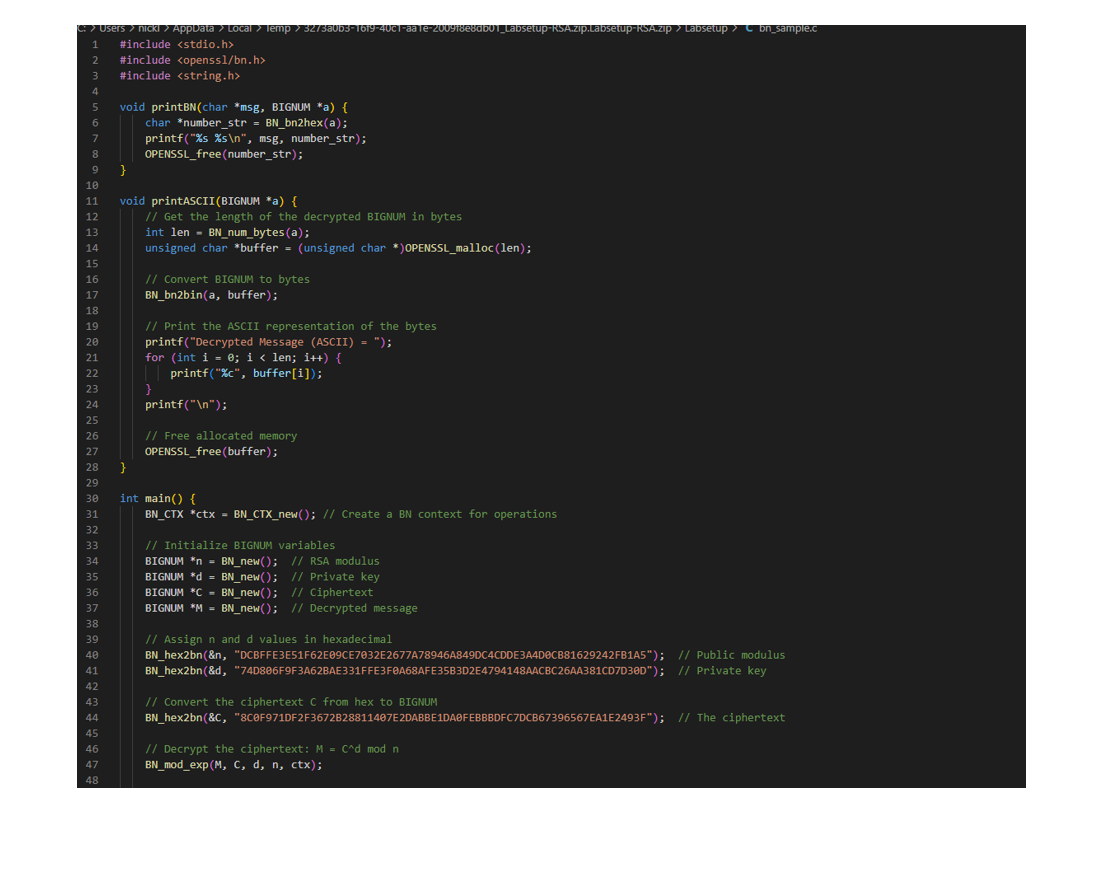 C: > Users > nickl > AppData > Local > Temp > 3273a0b3-16f9-40c1-aa1e-2009f8e8db01_Labsetup-RSA.zip.Labsetup-RSA.zip > Labsetup > C bn_sample.c
1 #include <stdio.h>
2 #include <openssl/bn.h>
3 #include <string.h>
4
5 void printBN(char *msg, BIGNUM *a) {
6 char *number_str = BN_bn2hex(a);
7 printf("%s %s\n", msg, number_str);
8 OPENSSL_free(number_str);
9 }
10
11 void printASCII(BIGNUM *a) {
12 // Get the length of the decrypted BIGNUM in bytes
13 int len = BN_num_bytes(a);
14 unsigned char *buffer = (unsigned char *)OPENSSL_malloc(len);
15
16 // Convert BIGNUM to bytes
17 BN_bn2bin(a, buffer);
18
19 // Print the ASCII representation of the bytes
20 printf("Decrypted Message (ASCII) = ");
21 for (int i = 0; i < len; i++) {
22 printf("%c", buffer[i]);
23 }
24 printf("\n");
25
26 // Free allocated memory
27 OPENSSL_free(buffer);
28 }
29
30 int main() {
31 BN_CTX *ctx = BN_CTX_new(); // Create a BN context for operations
32
33 // Initialize BIGNUM variables
34 BIGNUM *n = BN_new(); // RSA modulus
35 BIGNUM *d = BN_new(); // Private key
36 BIGNUM *C = BN_new(); // Ciphertext
37 BIGNUM *M = BN_new(); // Decrypted message
38
39 // Assign n and d values in hexadecimal
40 BN_hex2bn(&n, "DCBFFE3E51F62E09CE7032E2677A78946A849DC4CDDE3A4D0CB81629242FB1A5"); // Public modulus
41 BN_hex2bn(&d, "74D806F9F3A62BAE331FFE3F0A68AFE35B3D2E4794148AACBC26AA381CD7D30D"); // Private key
42
43 // Convert the ciphertext C from hex to BIGNUM
44 BN_hex2bn(&C, "8C0F971DF2F3672B28811407E2DABBE1DA0FEBBBDFC7DCB67396567EA1E2493F"); // The ciphertext
45
46 // Decrypt the ciphertext: M = C^d mod n
47 BN_mod_exp(M, C, d, n, ctx);
48